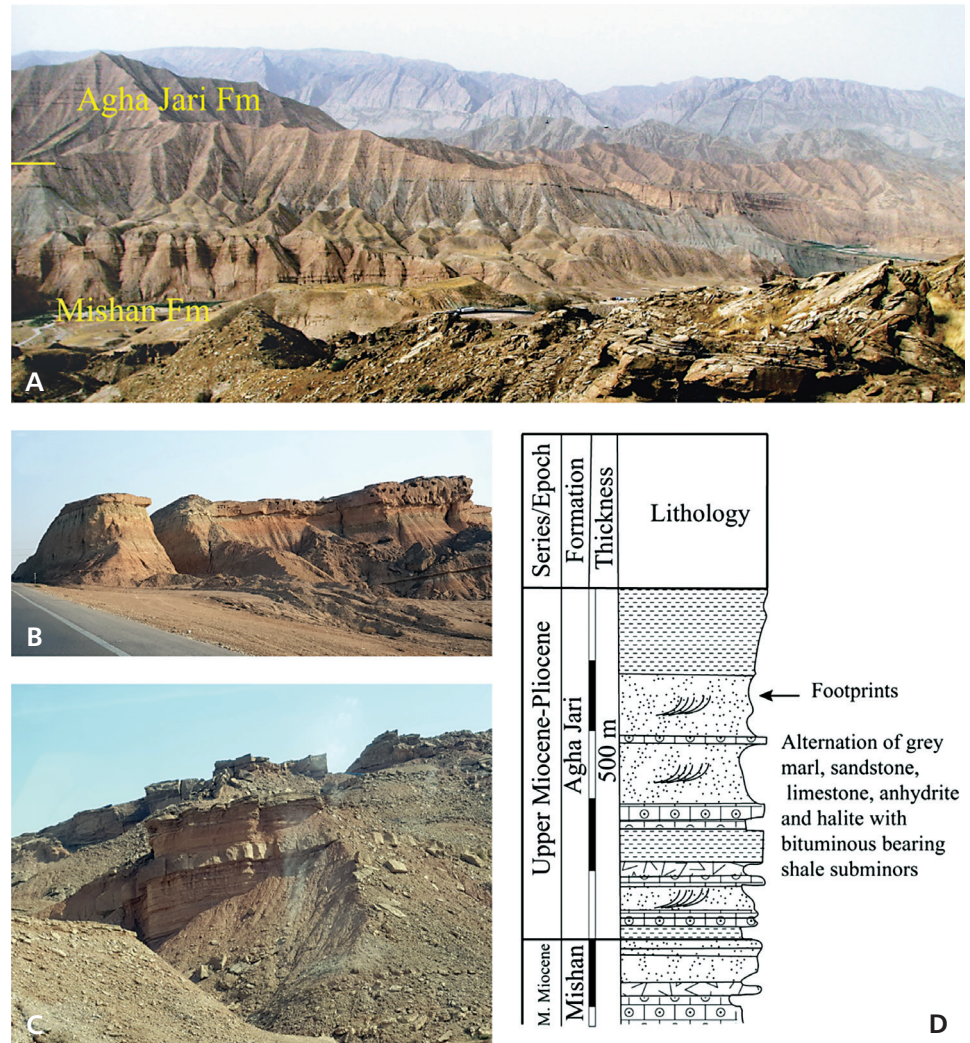 Agha Jari Fm
Mishan Fm
A
B
C
Series/Epoch
Formation
Thickness
Lithology
Upper Miocene-Pliocene
Agha Jari
500 m
M. Miocene
Mishan
Footprints
Alternation of grey
marl, sandstone,
limestone, anhydrite
and halite with
bituminous bearing
shale subminors
D